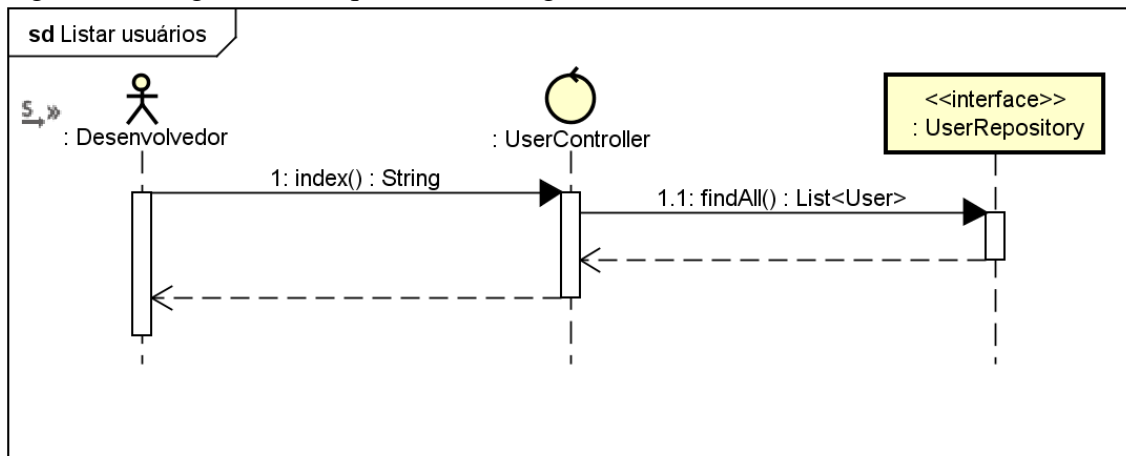 sd Listar usuários
S »
: Desenvolvedor
: UserController
<<interface>>
: UserRepository
1: index() : String
1.1: findAll() : List<User>